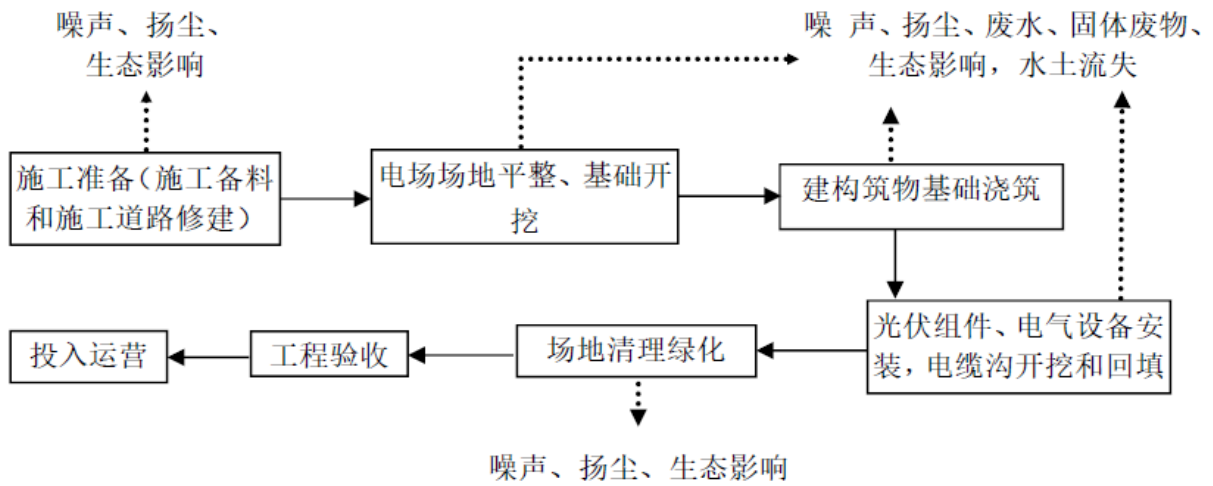 噪声、扬尘、
生态影响
噪 声、扬尘、废水、固体废物、
生态影响，水土流失
施工准备（施工备料
和施工道路修建）
电场场地平整、基础开
挖
建构筑物基础浇筑
光伏组件、电气设备安
装，电缆沟开挖和回填
场地清理绿化
工程验收
投入运营
噪声、扬尘、生态影响